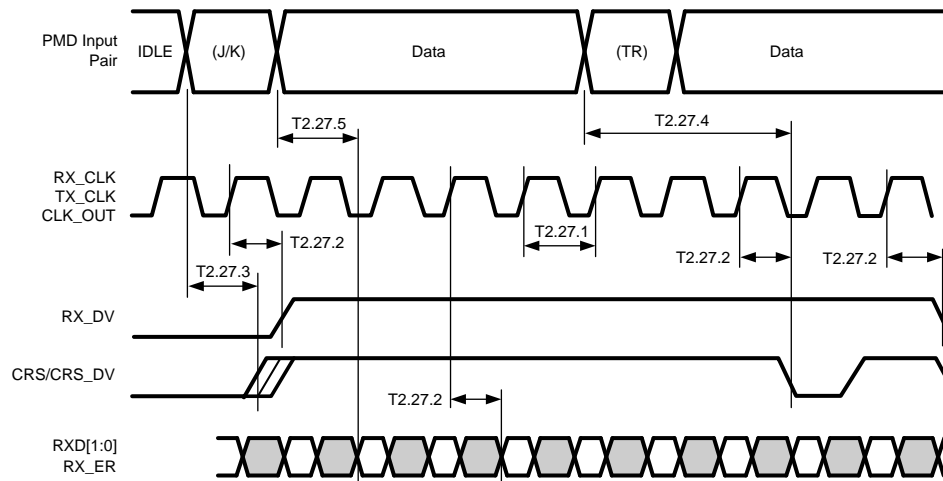 PMD Input
Pair
IDLE
(J/K)
Data
(TR)
Data
T2.27.5
T2.27.4
RX_CLK
TX_CLK
CLK_OUT
T2.27.2
T2.27.1
T2.27.2
T2.27.2
T2.27.3
RX_DV
CRS/CRS_DV
T2.27.2
RXD[1:0]
RX_ER